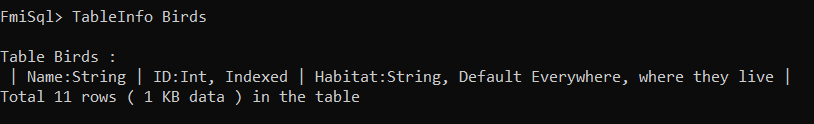 FmiSql> TableInfo Birds
Table Birds :
| Name:String | ID:Int, Indexed | Habitat:String, Default Everywhere, where they live |
Total 11 rows ( 1 KB data ) in the table